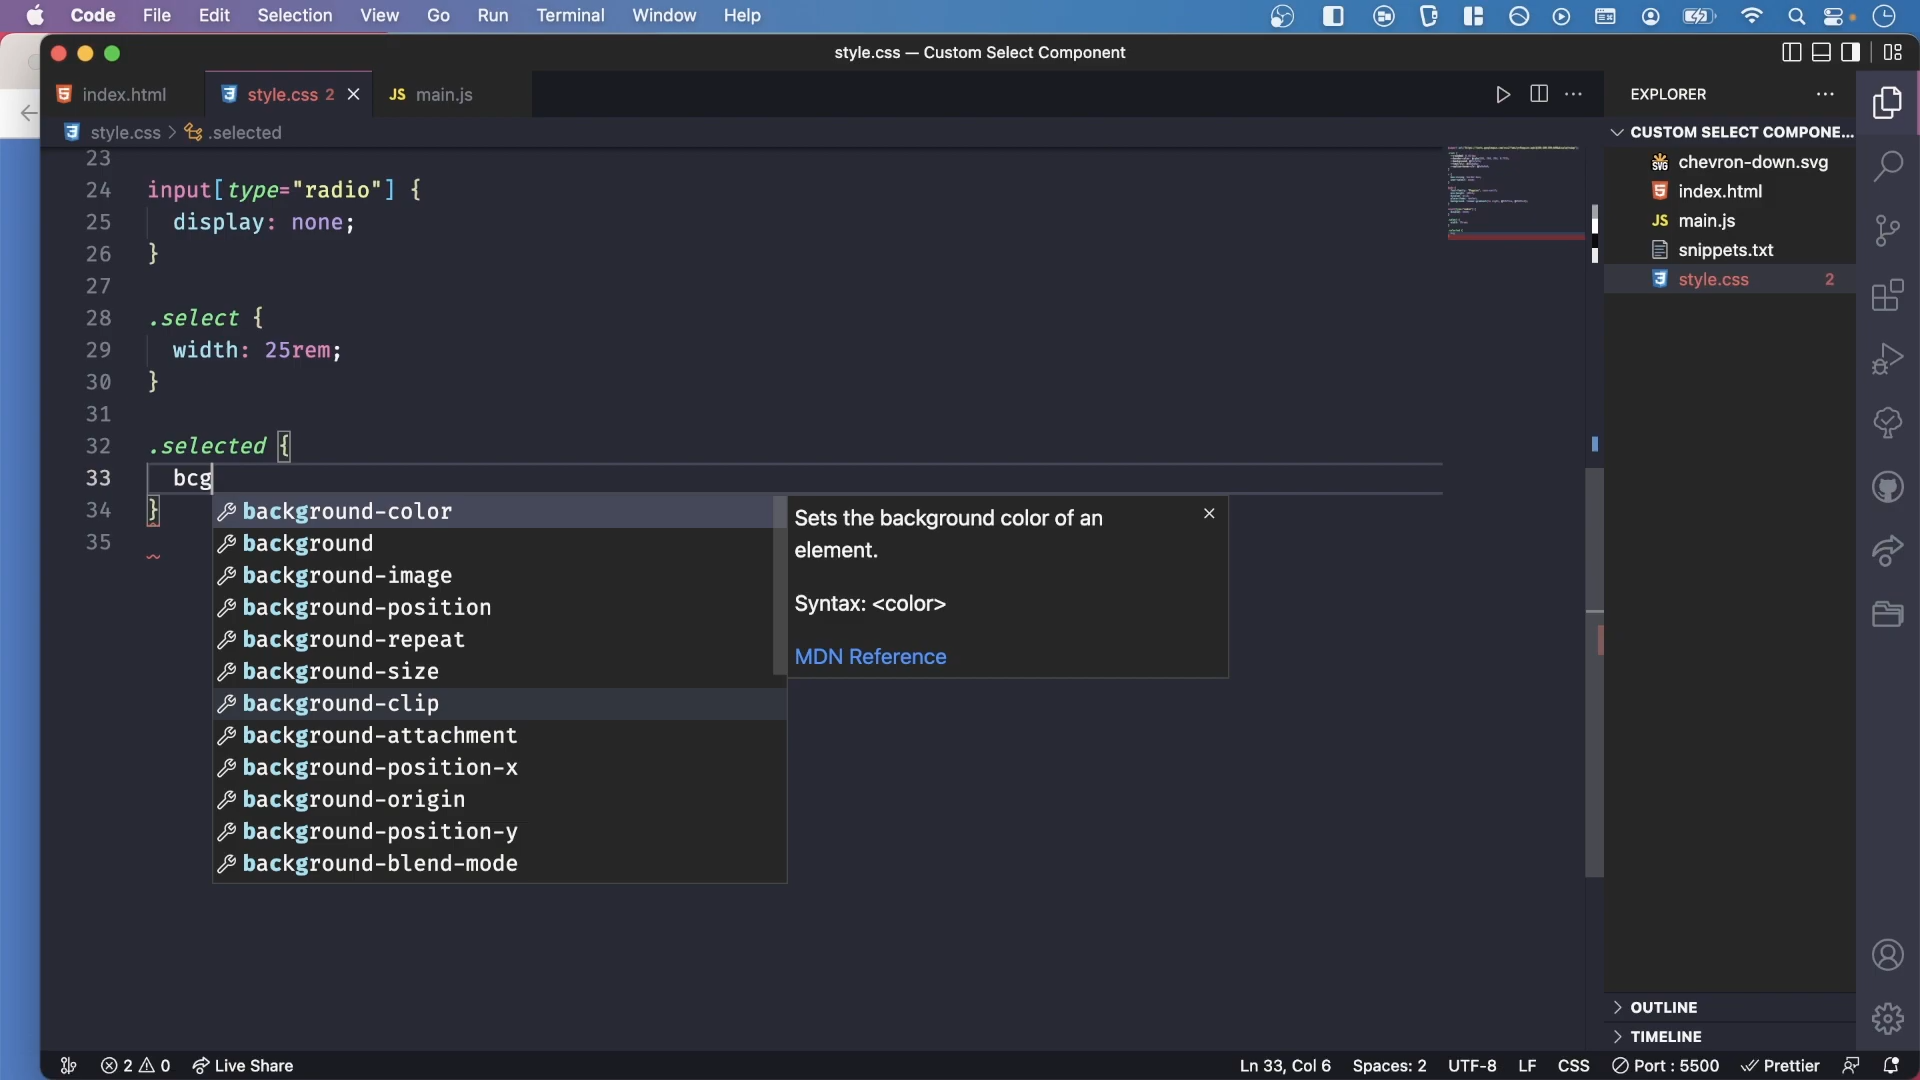 Code File Edit Selection View Go Run Terminal Window Help
style.css — Custom Select Component
index.html style.css 2 JS main.js
style.css > .selected
23
24 input[type="radio"] {
25 display: none;
26 }
27
28 .select {
29 width: 25rem;
30 }
31
32 .selected {
33 bcg
34 }
35
background-color
background
background-image
background-position
background-repeat
background-size
background-clip
background-attachment
background-position-x
background-origin
background-position-y
background-blend-mode
Sets the background color of an
element.
Syntax: <color>
MDN Reference
EXPLORER
CUSTOM SELECT COMPONE...
chevron-down.svg
index.html
JS main.js
snippets.txt
style.css 2
OUTLINE
TIMELINE
2 0 Live Share Ln 33, Col 6 Spaces: 2 UTF-8 LF CSS Port : 5500 Prettier